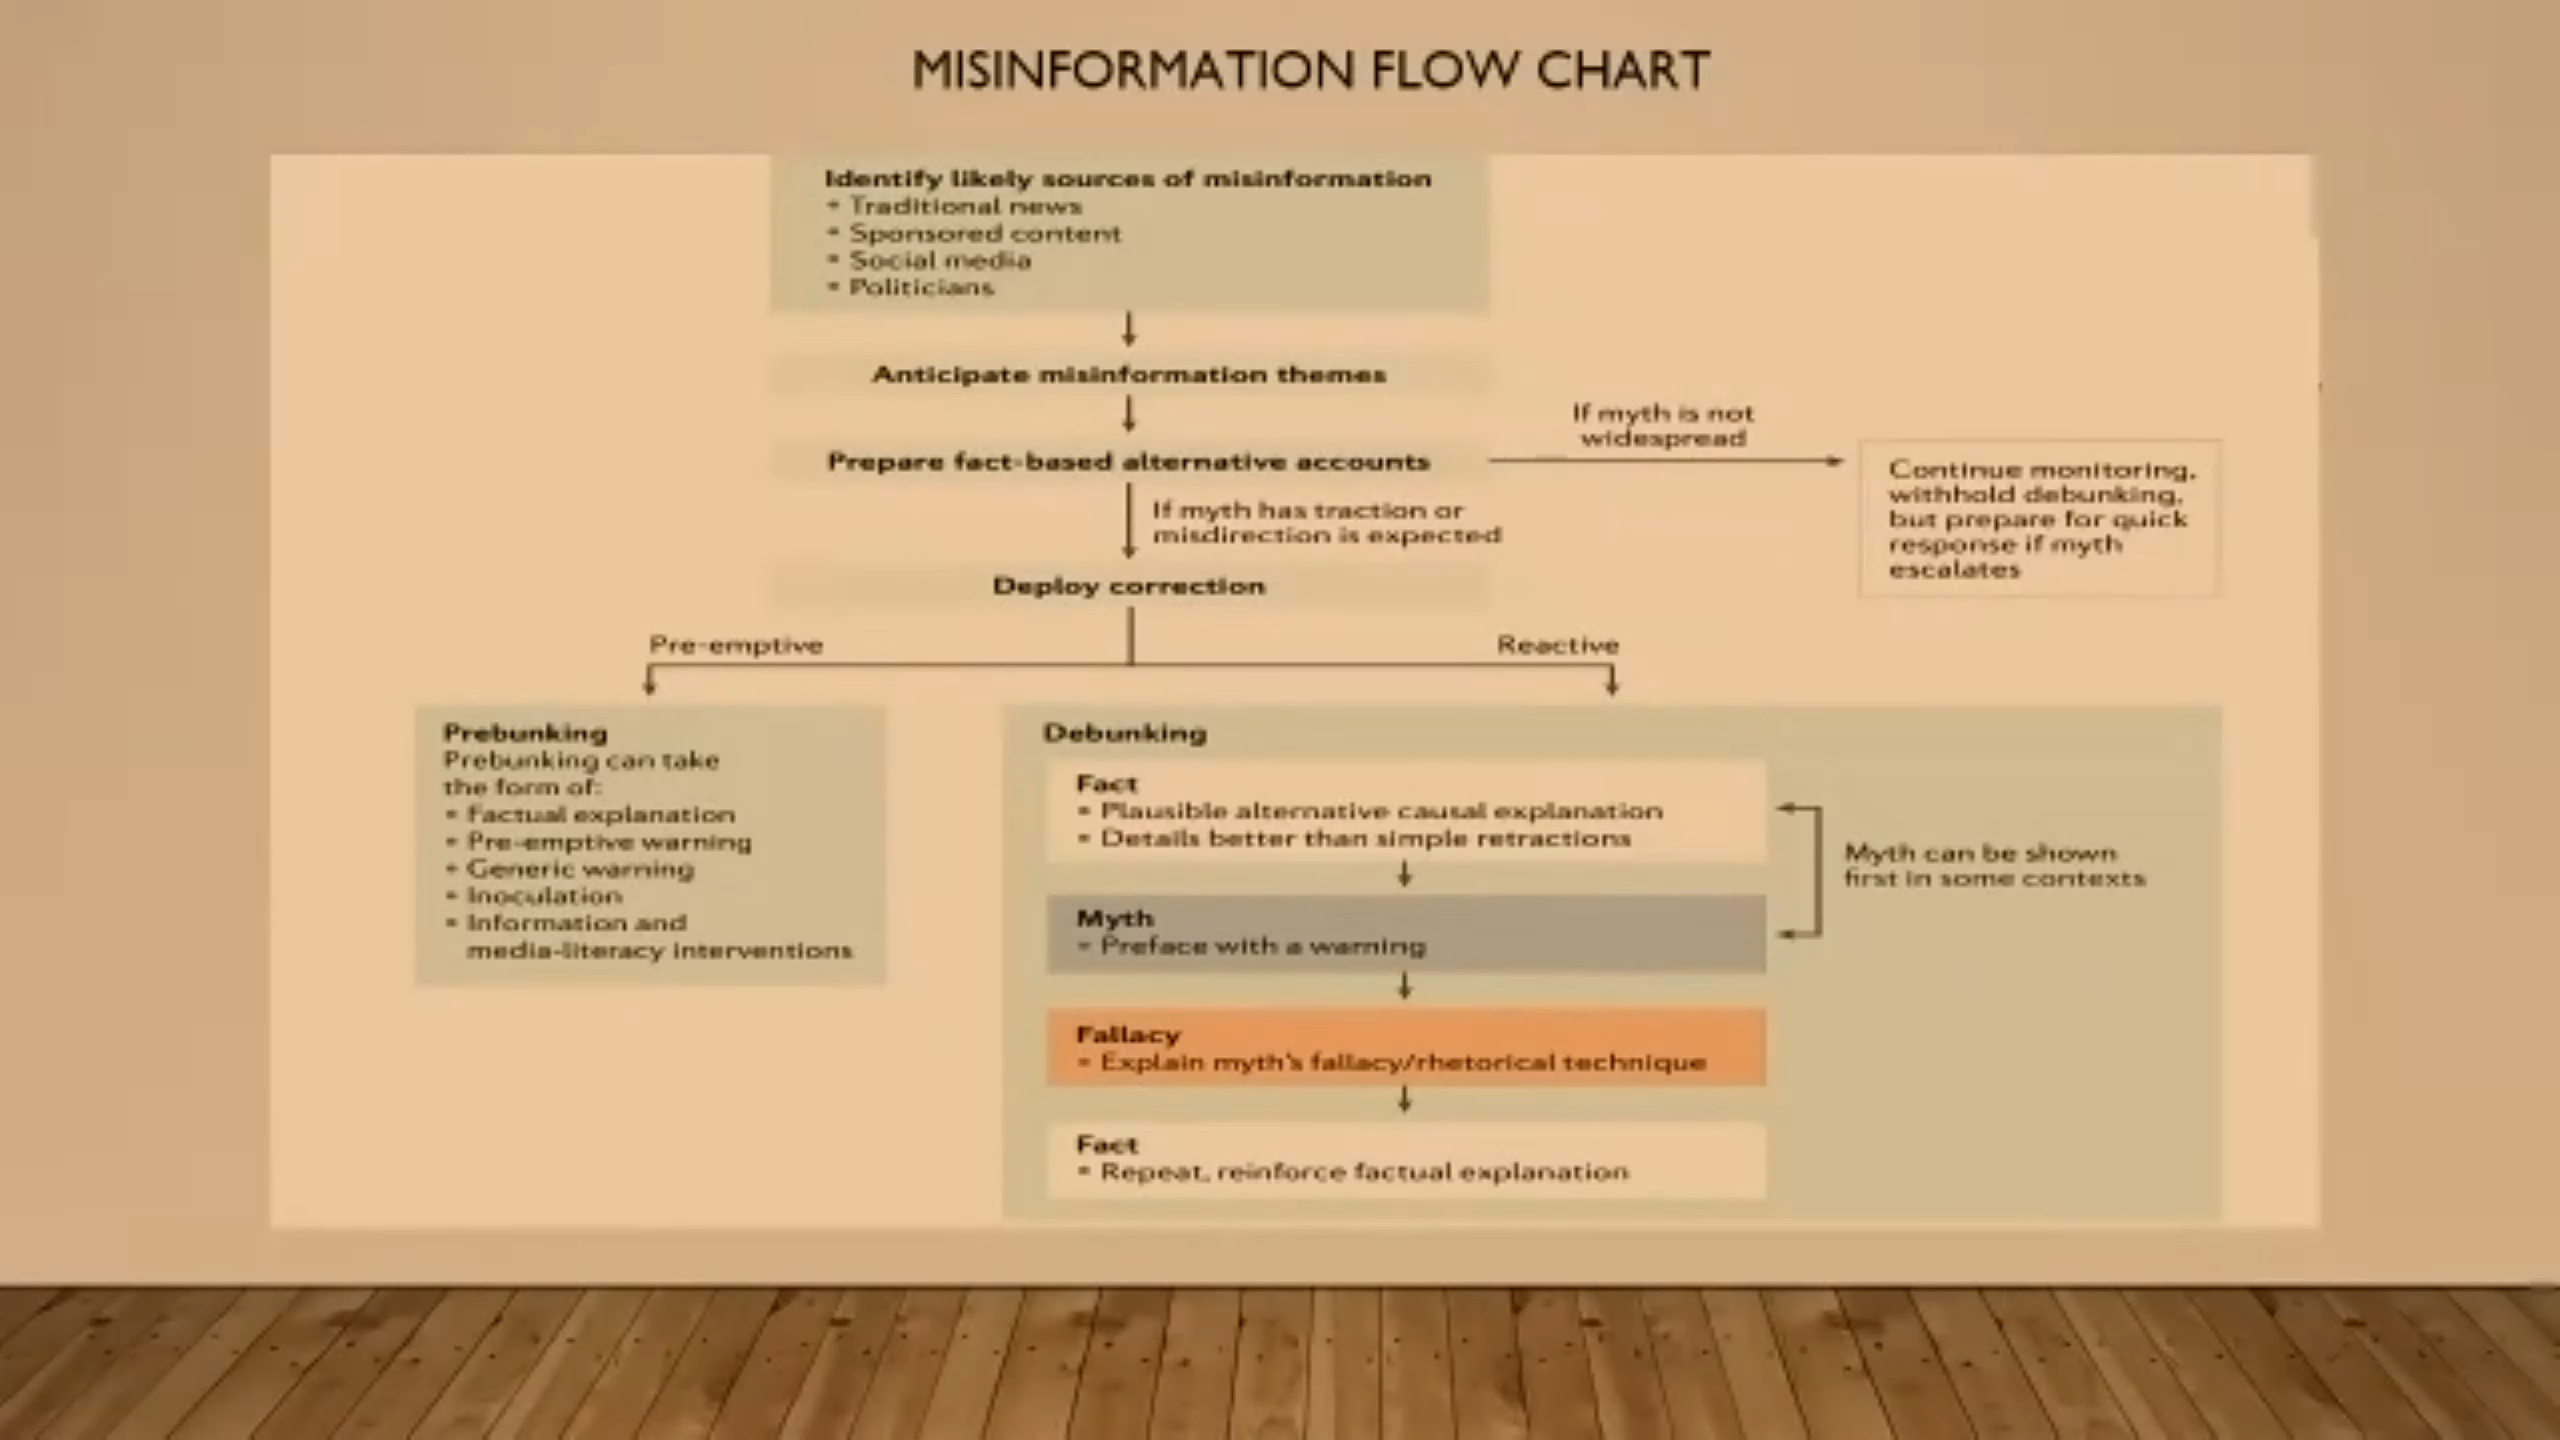 MISINFORMATION FLOW CHART
Identify likely sources of misinformation
• Traditional news
• Sponsored content
• Social media
• Politicians
Anticipate misinformation themes
Prepare fact-based alternative accounts
If myth is not
widespread
Continue monitoring,
withhold debunking,
but prepare for quick
response if myth
escalates
If myth has traction or
misdirection is expected
Deploy correction
Pre-emptive
Reactive
Prebunking
Prebunking can take
the form of:
• Factual explanation
• Pre-emptive warning
• Generic warning
• Inoculation
• Information and
media-literacy interventions
Debunking
Fact
• Plausible alternative causal explanation
• Details better than simple retractions
Myth can be shown
first in some contexts
Myth
• Preface with a warning
Fallacy
• Explain myth's fallacy/rhetorical technique
Fact
• Repeat, reinforce factual explanation